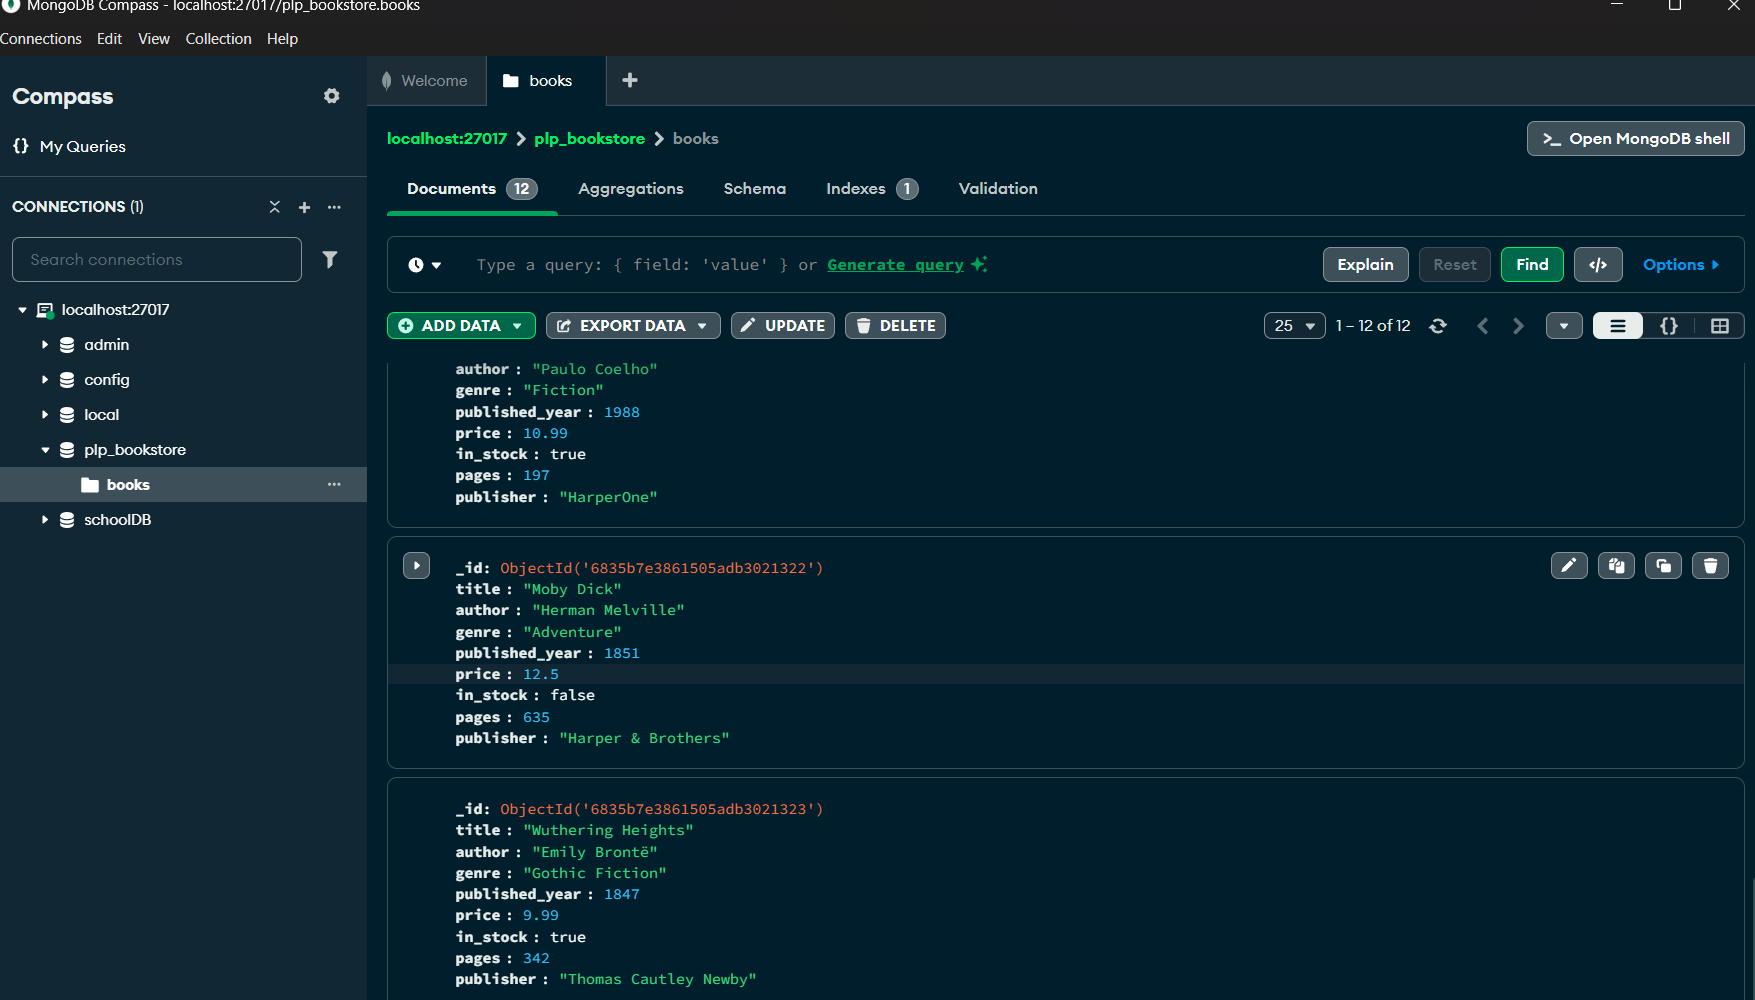 MongoDB Compass - localhost:27017/plp_bookstore.books
Connections Edit View Collection Help
Compass
{} My Queries
CONNECTIONS (1)
Search connections
localhost:27017
admin
config
local
plp_bookstore
books
schoolDB
Welcome
books
localhost:27017 > plp_bookstore > books
>_ Open MongoDB shell
Documents 12 Aggregations Schema Indexes 1 Validation
Type a query: { field: 'value' } or Generate query
Explain Reset Find </> Options
ADD DATA EXPORT DATA UPDATE DELETE
25 1 – 12 of 12 {}
author : "Paulo Coelho"
genre : "Fiction"
published_year : 1988
price : 10.99
in_stock : true
pages : 197
publisher : "HarperOne"
_id: ObjectId('6835b7e3861505adb3021322')
title : "Moby Dick"
author : "Herman Melville"
genre : "Adventure"
published_year : 1851
price : 12.5
in_stock : false
pages : 635
publisher : "Harper & Brothers"
_id: ObjectId('6835b7e3861505adb3021323')
title : "Wuthering Heights"
author : "Emily Brontë"
genre : "Gothic Fiction"
published_year : 1847
price : 9.99
in_stock : true
pages : 342
publisher : "Thomas Cautley Newby"